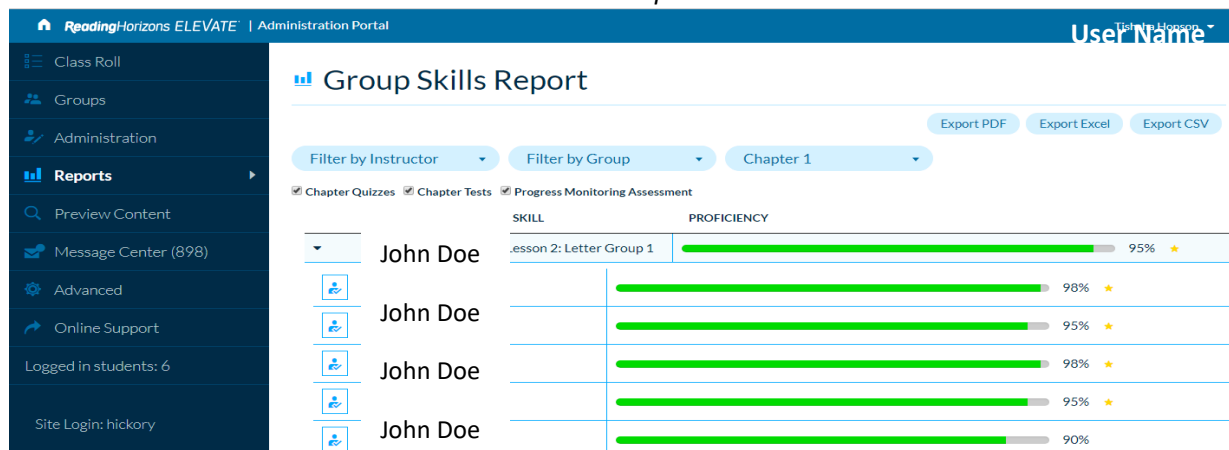 ReadingHorizons ELEVATE | Administration Portal
User Name
Class Roll
Groups
Administration
Reports
Preview Content
Message Center (898)
Advanced
Online Support
Logged in students: 6
Site Login: hickory
Group Skills Report
Export PDF Export Excel Export CSV
Filter by Instructor Filter by Group Chapter 1
Chapter Quizzes Chapter Tests Progress Monitoring Assessment
SKILL PROFICIENCY
John Doe Lesson 2: Letter Group 1 95%
98%
John Doe
95%
John Doe 98%
95%
John Doe 90%